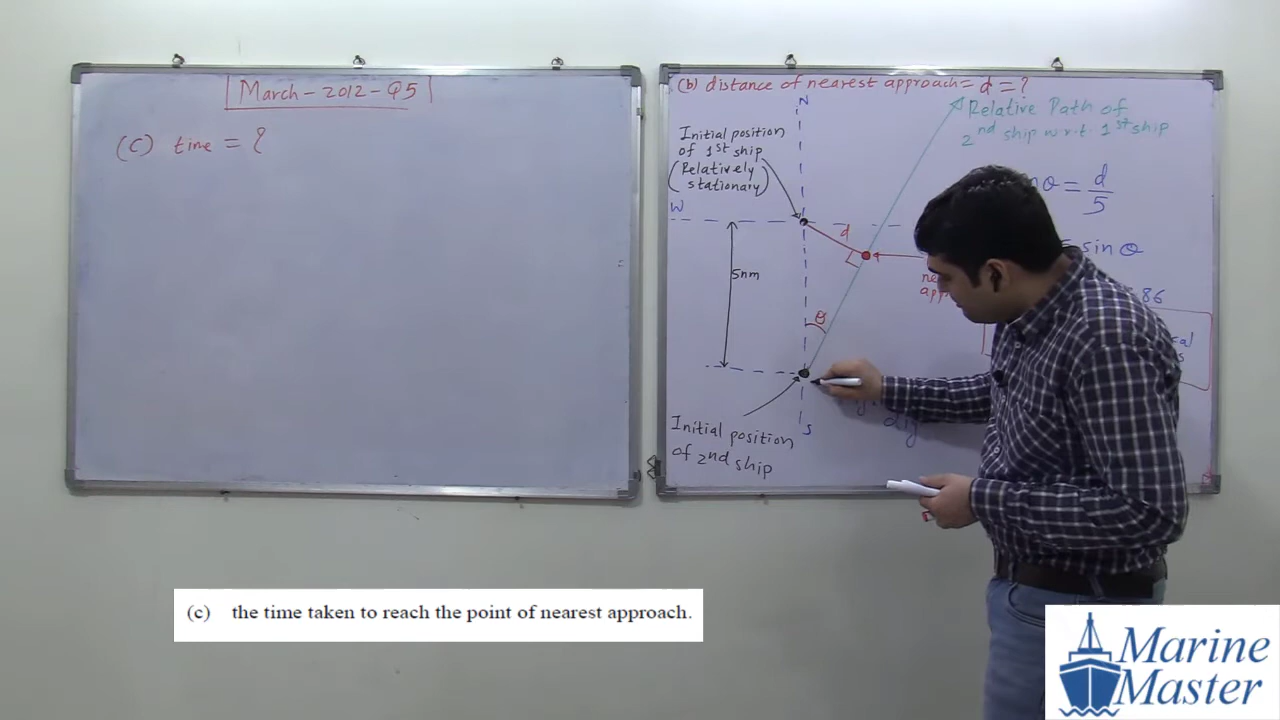 March - 2012 - Q5
(C) time = ?
(b) distance of nearest approach = d = ?
N
Relative Path of
2nd ship w.r.t. 1st ship
Initial position
of 1st ship
(Relatively
stationary)
W
d
θ = d/5
sin θ
5nm
θ
86
Initial position
of 2nd ship
S
(c) the time taken to reach the point of nearest approach.
Marine
Master